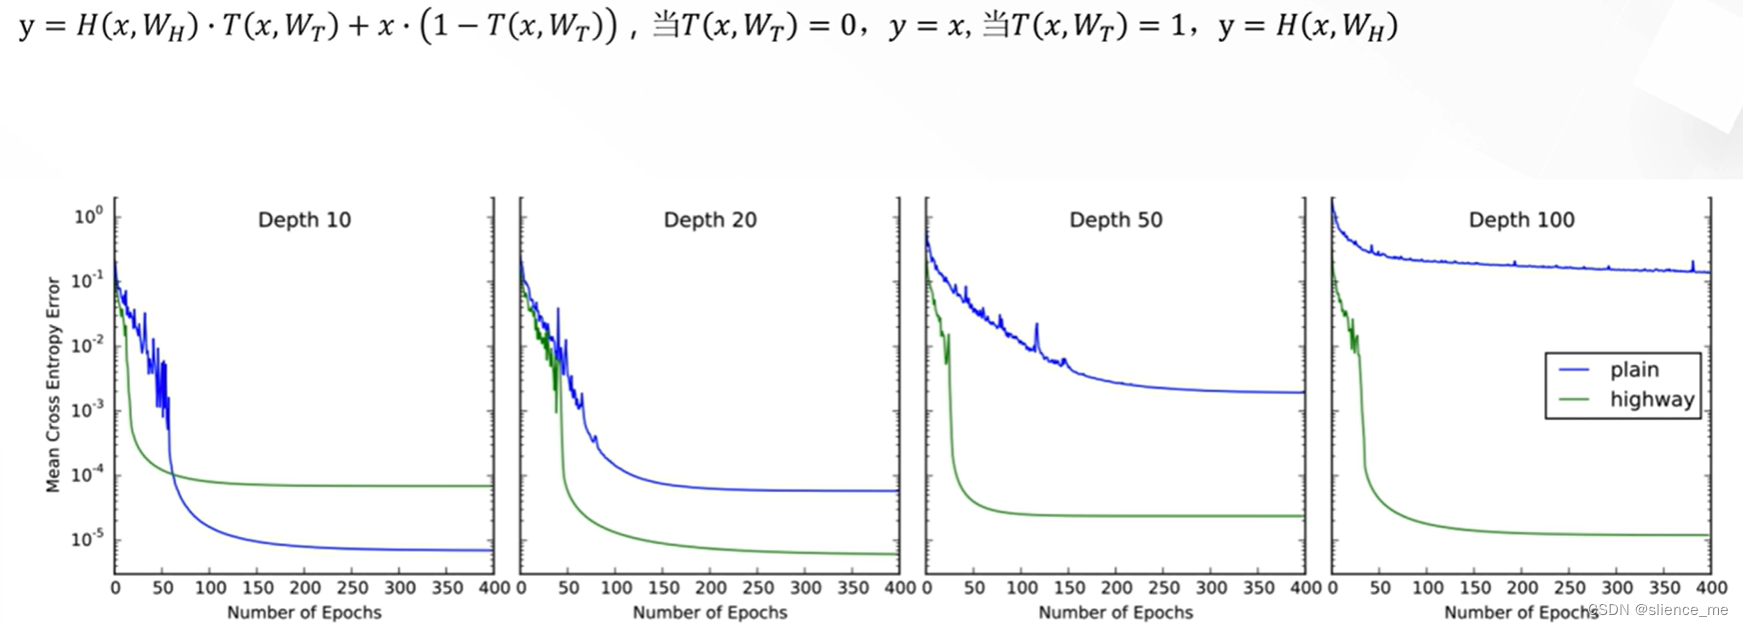 y = H(x, W_H) · T(x, W_T) + x · (1 − T(x, W_T)) , 当T(x, W_T) = 0，y = x, 当T(x, W_T) = 1，y = H(x, W_H)
Depth 10 Depth 20 Depth 50 Depth 100
Mean Cross Entropy Error
10^0
10^-1
10^-2
10^-3
10^-4
10^-5
plain
highway
0 50 100 150 200 250 300 350 400 0 50 100 150 200 250 300 350 400 0 50 100 150 200 250 300 350 400 0 50 100 150 200 250 300 350 400
Number of Epochs Number of Epochs Number of Epochs Number of Epochs
CSDN @slience_me